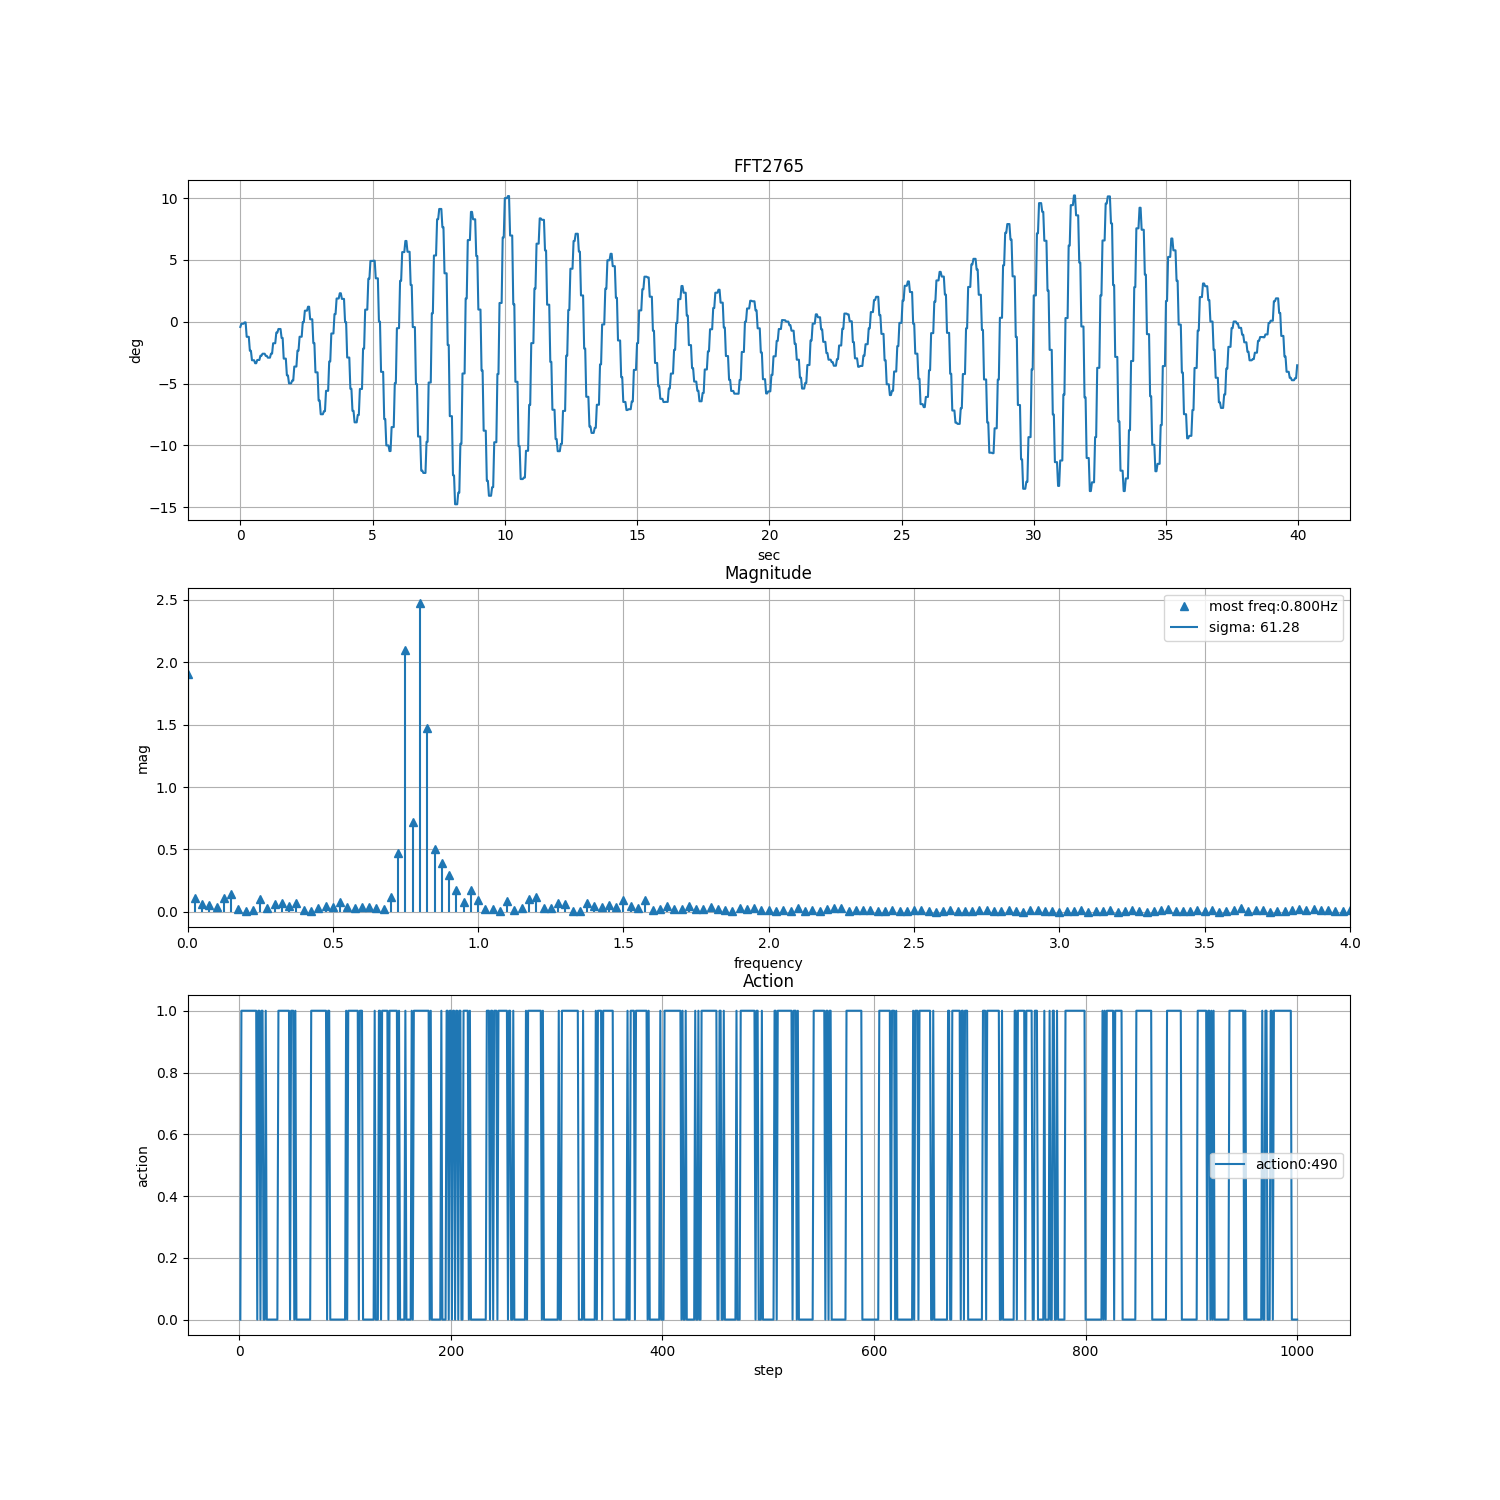 FFT2765
10
5
0
−5
−10
−15
deg
0 5 10 15 20 25 30 35 40
sec
Magnitude
2.5
2.0
1.5
1.0
0.5
0.0
mag
most freq:0.800Hz
sigma: 61.28
0.0 0.5 1.0 1.5 2.0 2.5 3.0 3.5 4.0
frequency
Action
1.0
0.8
0.6
0.4
0.2
0.0
action
action0:490
0 200 400 600 800 1000
step